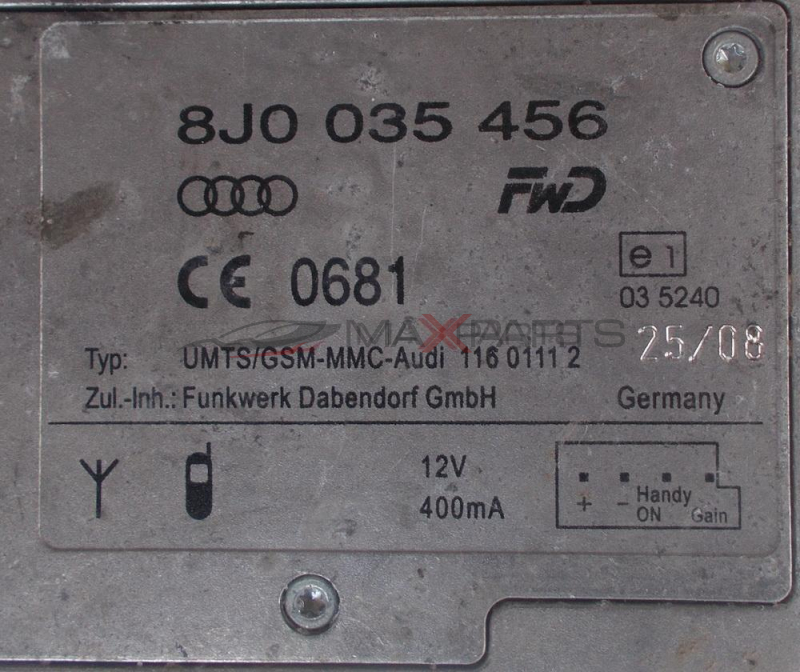 8J0 035 456
FWD
CE 0681
e 1
03 5240
MAXPARTS
25/08
Typ: UMTS/GSM-MMC-Audi 116 0111 2
Zul.-Inh.: Funkwerk Dabendorf GmbH Germany
12V
400mA
+ - Handy ON Gain